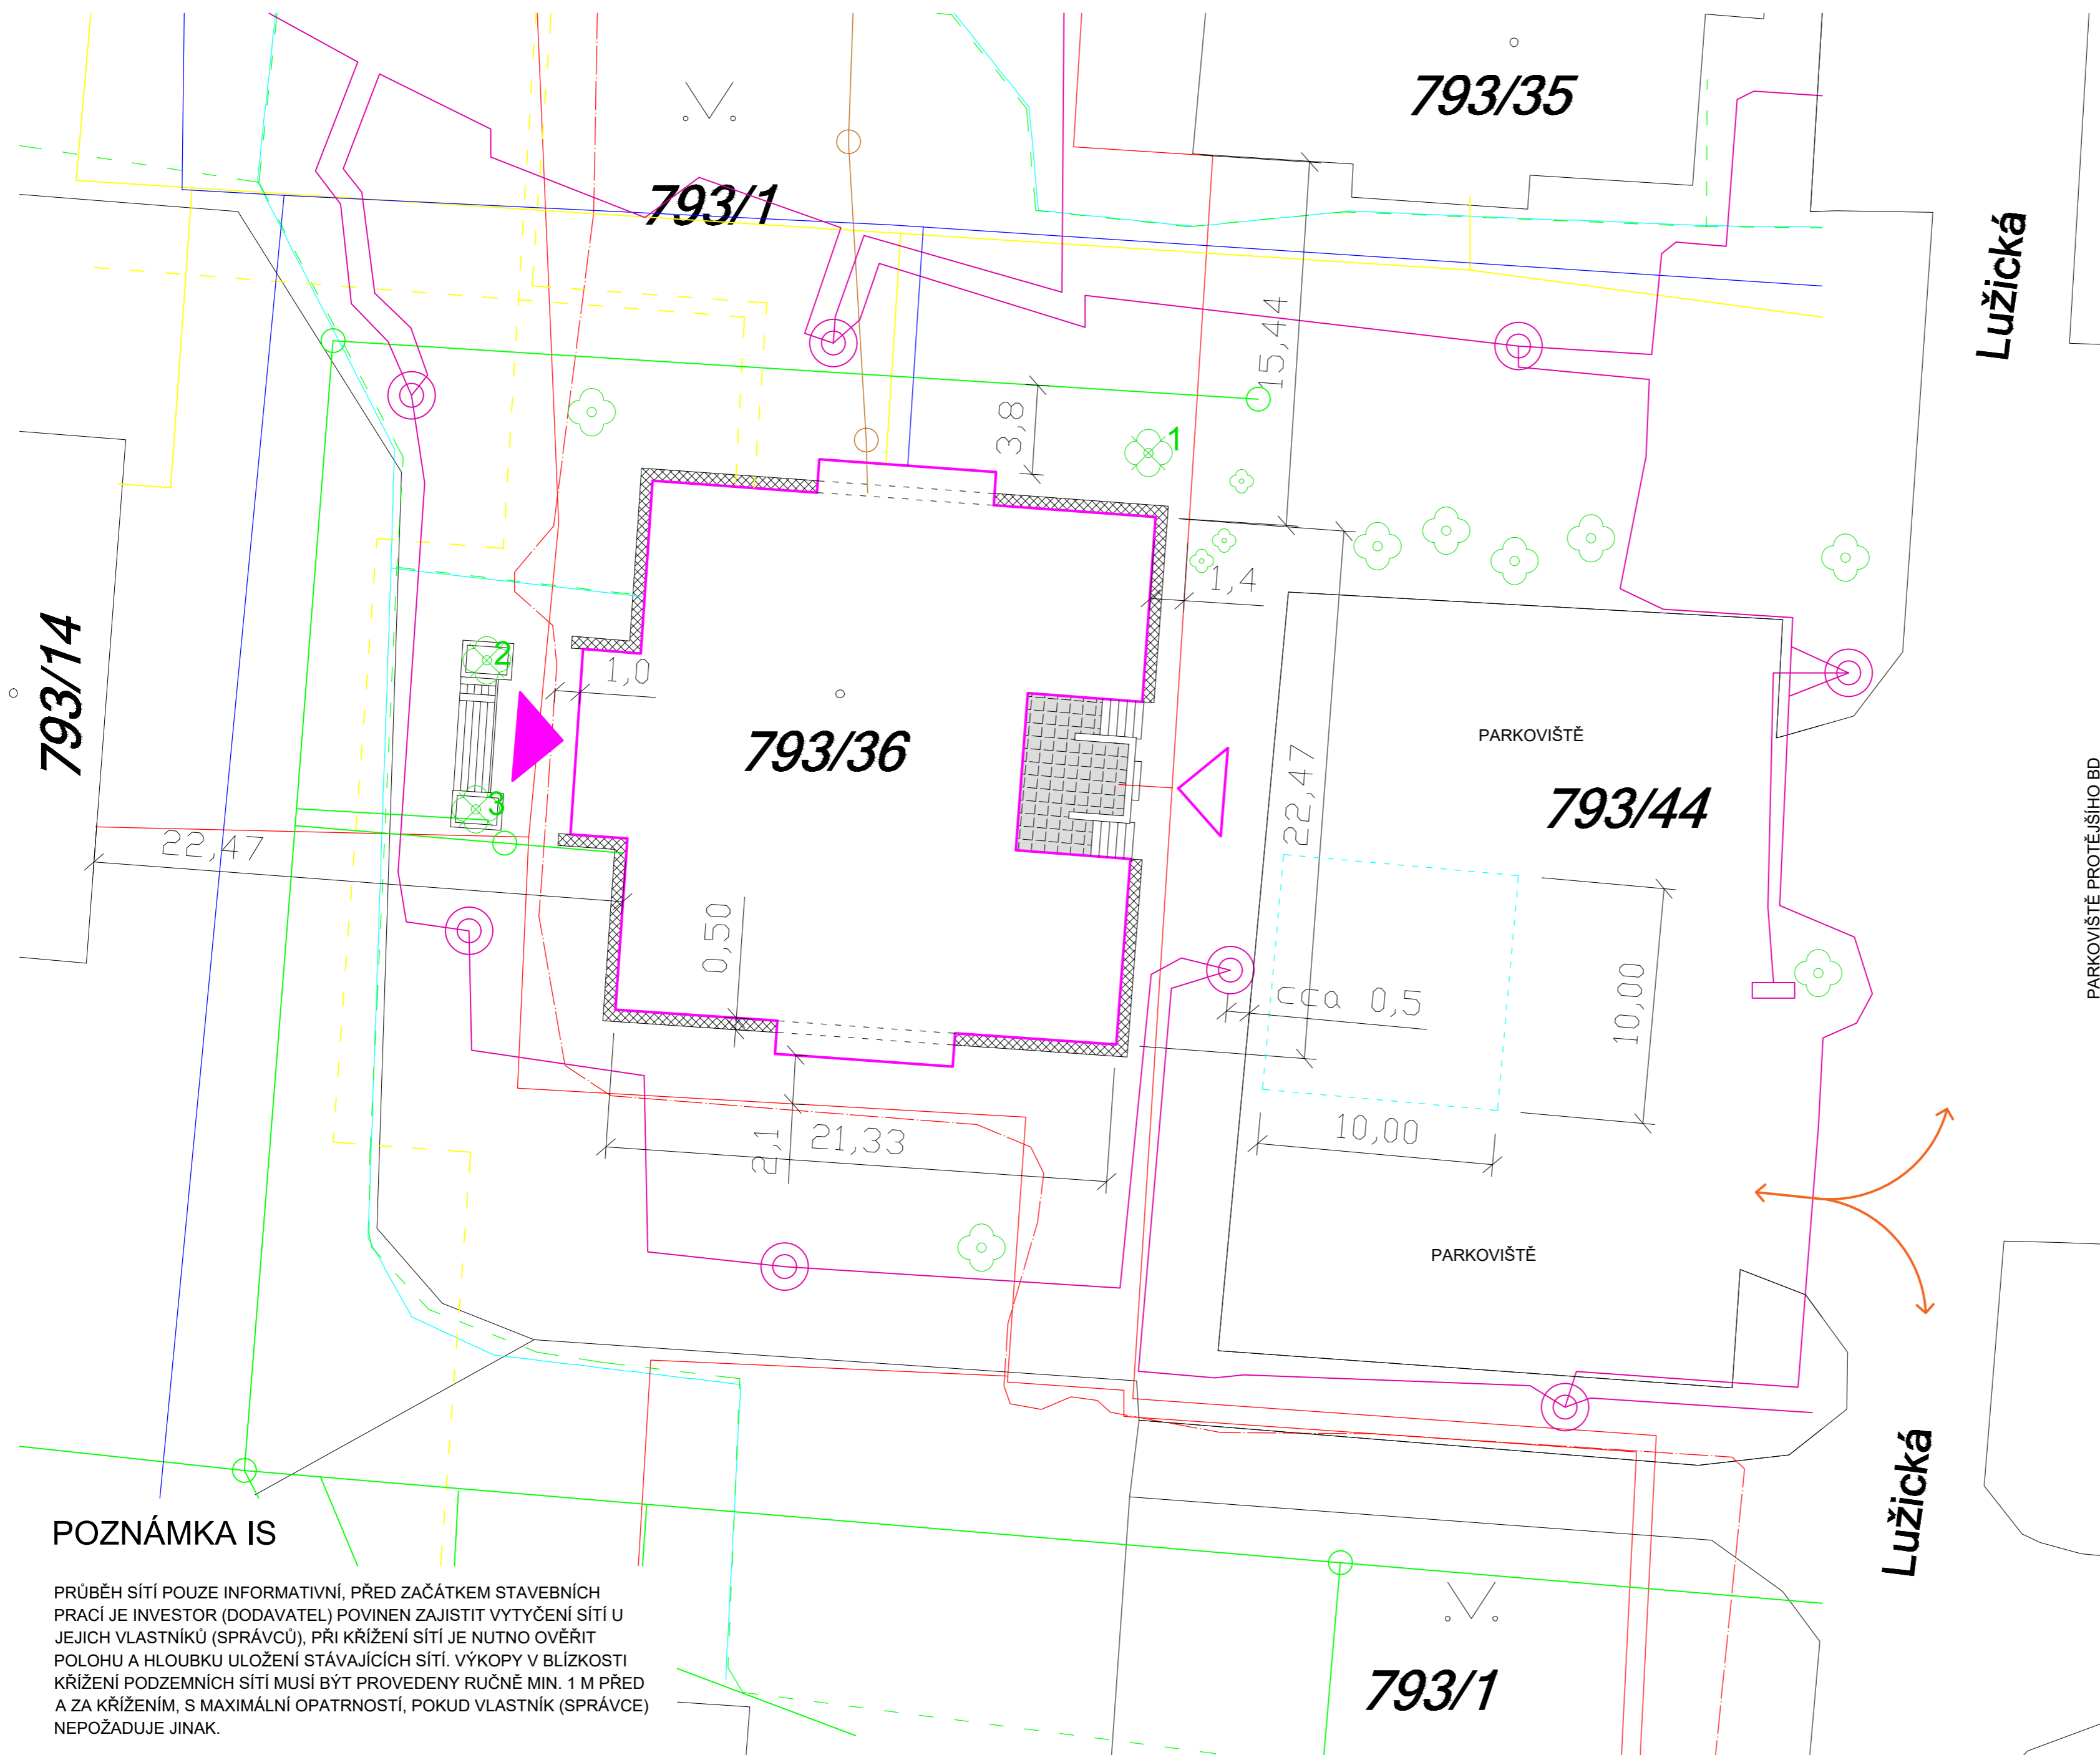 793/35
793/1
Lužická
15,44
3,8
1
1,4
793/14
2
1,0
793/36
PARKOVIŠTĚ
22,47
793/44
3
22,47
PARKOVIŠTĚ PROTĚJŠÍHO BD
0,50
cca 0,5
10,00
10,00
2,1
21,33
PARKOVIŠTĚ
Lužická
POZNÁMKA IS
PRŮBĚH SÍTÍ POUZE INFORMATIVNÍ, PŘED ZAČÁTKEM STAVEBNÍCH
PRACÍ JE INVESTOR (DODAVATEL) POVINEN ZAJISTIT VYTYČENÍ SÍTÍ U
JEJICH VLASTNÍKŮ (SPRÁVCŮ), PŘI KŘÍŽENÍ SÍTÍ JE NUTNO OVĚŘIT
POLOHU A HLOUBKU ULOŽENÍ STÁVAJÍCÍCH SÍTÍ. VÝKOPY V BLÍZKOSTI
KŘÍŽENÍ PODZEMNÍCH SÍTÍ MUSÍ BÝT PROVEDENY RUČNĚ MIN. 1 M PŘED
A ZA KŘÍŽENÍM, S MAXIMÁLNÍ OPATRNOSTÍ, POKUD VLASTNÍK (SPRÁVCE)
NEPOŽADUJE JINAK.
793/1